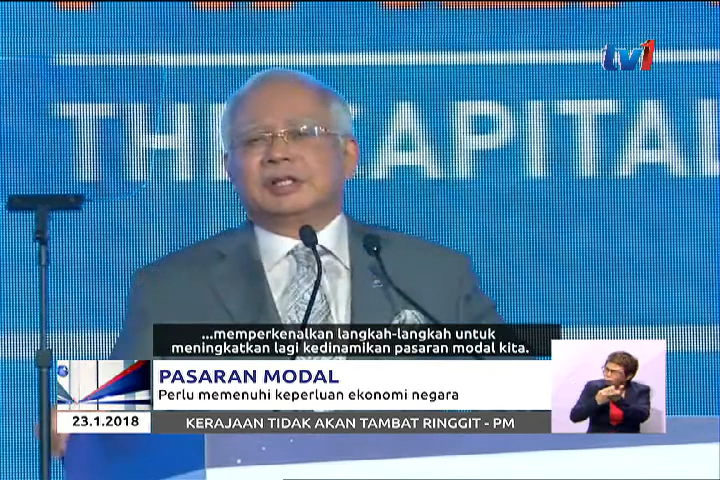 tv1
THE CAPITAL
...memperkenalkan langkah-langkah untuk
meningkatkan lagi kedinamikan pasaran modal kita.
PASARAN MODAL
Perlu memenuhi keperluan ekonomi negara
23.1.2018
KERAJAAN TIDAK AKAN TAMBAT RINGGIT - PM